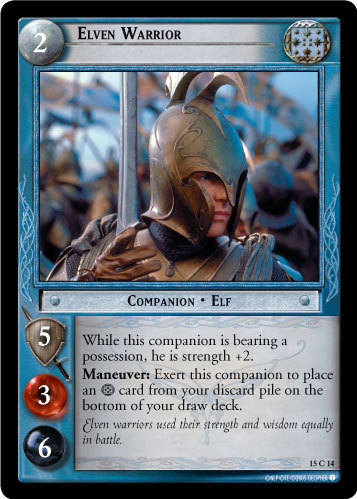 2
ELVEN WARRIOR
COMPANION • ELF
5
3
6
While this companion is bearing a
possession, he is strength +2.
Maneuver: Exert this companion to place
an card from your discard pile on the
bottom of your draw deck.
Elven warriors used their strength and wisdom equally
in battle.
15 C 14